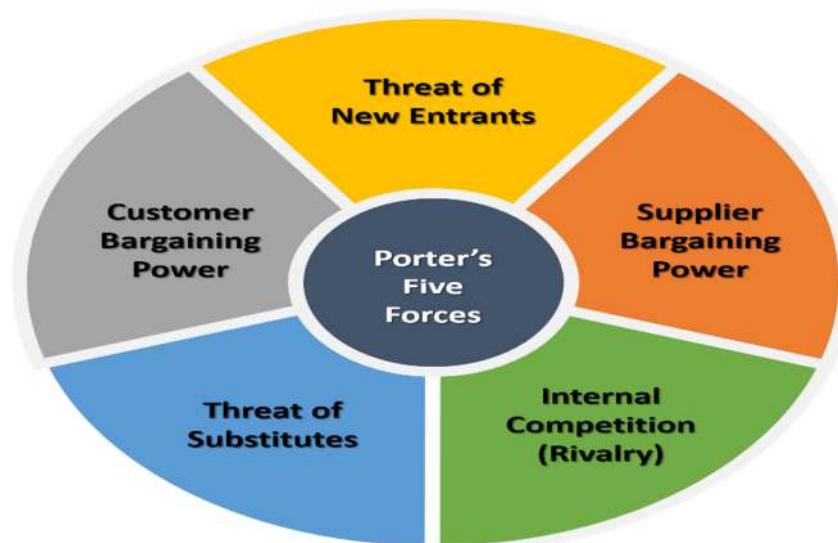 Threat of
New Entrants
Customer
Bargaining
Power
Supplier
Bargaining
Power
Porter's
Five
Forces
Threat of
Substitutes
Internal
Competition
(Rivalry)